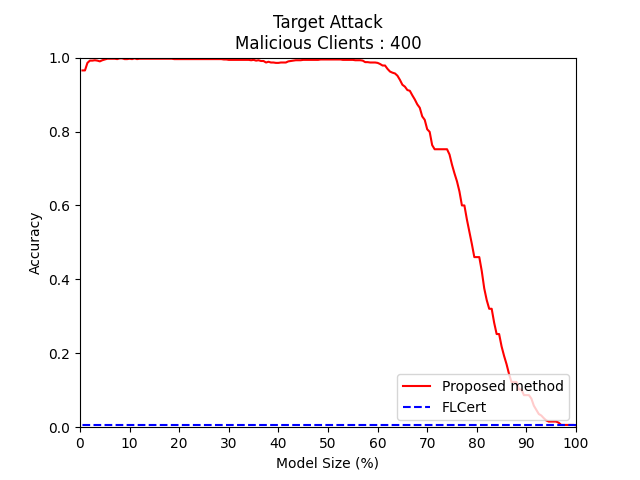 Target Attack
Malicious Clients : 400
1.0
0.8
0.6
0.4
0.2
0.0
Accuracy
0 10 20 30 40 50 60 70 80 90 100
Model Size (%)
Proposed method
FLCert